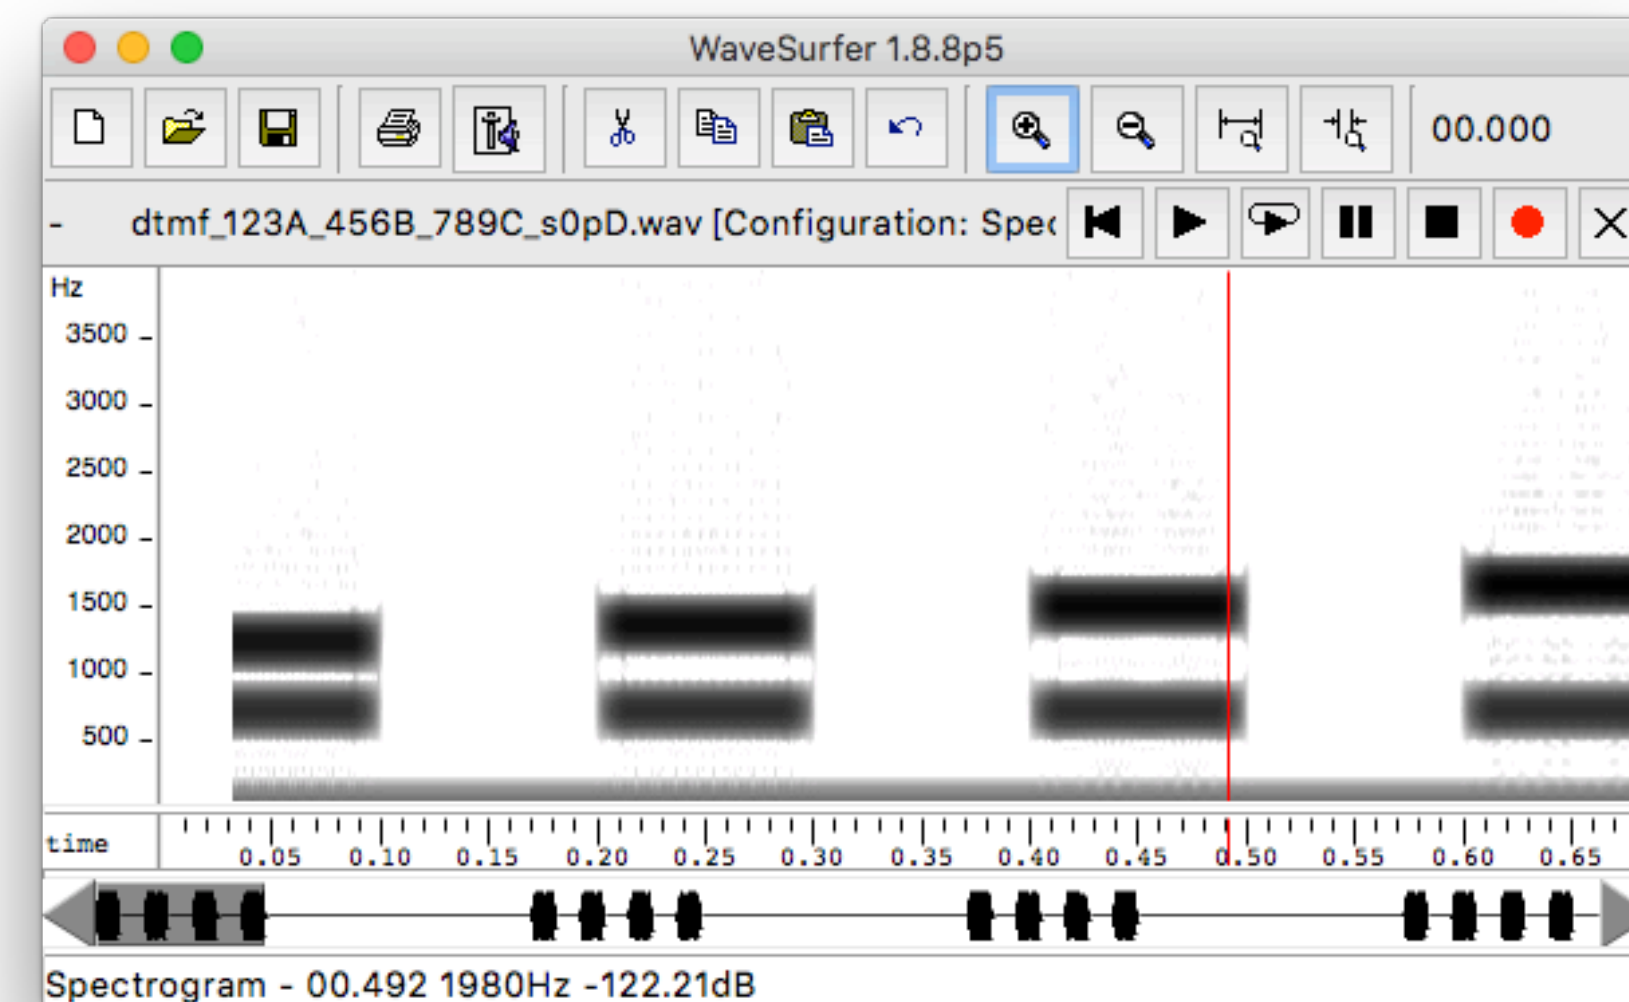 WaveSurfer 1.8.8p5
00.000
- dtmf_123A_456B_789C_s0pD.wav [Configuration: Spec
Hz
3500
3000
2500
2000
1500
1000
500
time 0.05 0.10 0.15 0.20 0.25 0.30 0.35 0.40 0.45 0.50 0.55 0.60 0.65
Spectrogram - 00.492 1980Hz -122.21dB